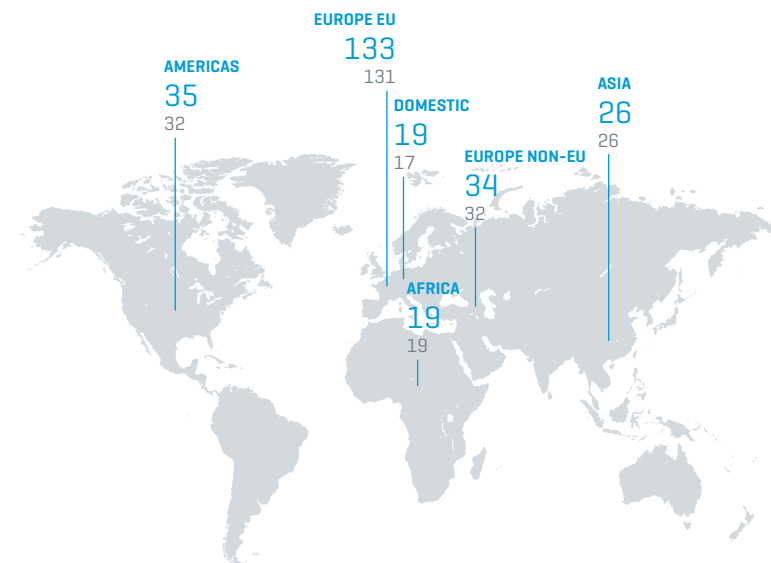 EUROPE EU
133
131
AMERICAS
35
32
DOMESTIC
19
17
ASIA
26
26
EUROPE NON-EU
34
32
AFRICA
19
19